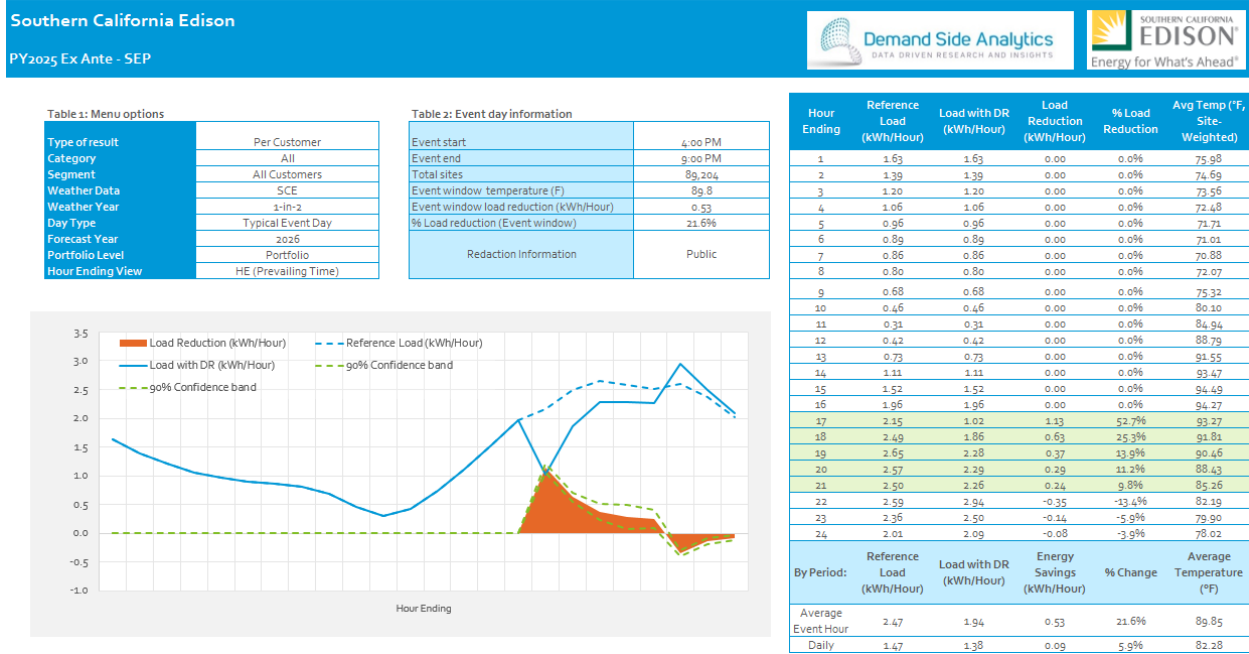 Southern California Edison
PY2025 Ex Ante - SEP
Demand Side Analytics
DATA DRIVEN RESEARCH AND INSIGHTS
SOUTHERN CALIFORNIA
EDISON®
Energy for What's Ahead®
Table 1: Menu options
Type of result Per Customer
Category All
Segment All Customers
Weather Data SCE
Weather Year 1-in-2
Day Type Typical Event Day
Forecast Year 2026
Portfolio Level Portfolio
Hour Ending View HE (Prevailing Time)
Table 2: Event day information
Event start 4:00 PM
Event end 9:00 PM
Total sites 89,204
Event window temperature (F) 89.8
Event window load reduction (kWh/Hour) 0.53
% Load reduction (Event window) 21.6%
Redaction Information Public
3.5
3.0
2.5
2.0
1.5
1.0
0.5
0.0
-0.5
-1.0
Load Reduction (kWh/Hour) Reference Load (kWh/Hour)
Load with DR (kWh/Hour) 90% Confidence band
90% Confidence band
Hour Ending
Hour Ending Reference Load (kWh/Hour) Load with DR (kWh/Hour) Load Reduction (kWh/Hour) % Load Reduction Avg Temp (°F, Site-Weighted)
1 1.63 1.63 0.00 0.0% 75.98
2 1.39 1.39 0.00 0.0% 74.69
3 1.20 1.20 0.00 0.0% 73.56
4 1.06 1.06 0.00 0.0% 72.48
5 0.96 0.96 0.00 0.0% 71.71
6 0.89 0.89 0.00 0.0% 71.01
7 0.86 0.86 0.00 0.0% 70.88
8 0.80 0.80 0.00 0.0% 72.07
9 0.68 0.68 0.00 0.0% 75.32
10 0.46 0.46 0.00 0.0% 80.10
11 0.31 0.31 0.00 0.0% 84.94
12 0.42 0.42 0.00 0.0% 88.79
13 0.73 0.73 0.00 0.0% 91.55
14 1.11 1.11 0.00 0.0% 93.47
15 1.52 1.52 0.00 0.0% 94.49
16 1.96 1.96 0.00 0.0% 94.27
17 2.15 1.02 1.13 52.7% 93.27
18 2.49 1.86 0.63 25.3% 91.81
19 2.65 2.28 0.37 13.9% 90.46
20 2.57 2.29 0.29 11.2% 88.43
21 2.50 2.26 0.24 9.8% 85.26
22 2.59 2.94 -0.35 -13.4% 82.19
23 2.36 2.50 -0.14 -5.9% 79.90
24 2.01 2.09 -0.08 -3.9% 78.02
By Period: Reference Load (kWh/Hour) Load with DR (kWh/Hour) Energy Savings (kWh/Hour) % Change Average Temperature (°F)
Average Event Hour 2.47 1.94 0.53 21.6% 89.85
Daily 1.47 1.38 0.09 5.9% 82.28